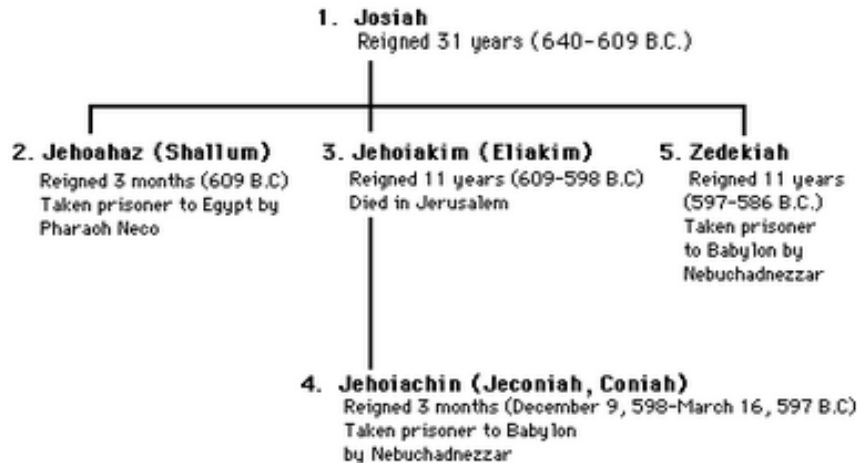 1. Josiah
Reigned 31 years (640-609 B.C.)
2. Jehoahaz (Shallum)
Reigned 3 months (609 B.C)
Taken prisoner to Egypt by
Pharaoh Neco
3. Jehoiakim (Eliakim)
Reigned 11 years (609-598 B.C)
Died in Jerusalem
5. Zedekiah
Reigned 11 years
(597-586 B.C.)
Taken prisoner
to Babylon by
Nebuchadnezzar
4. Jehoiachin (Jeconiah, Coniah)
Reigned 3 months (December 9, 598-March 16, 597 B.C)
Taken prisoner to Babylon
by Nebuchadnezzar